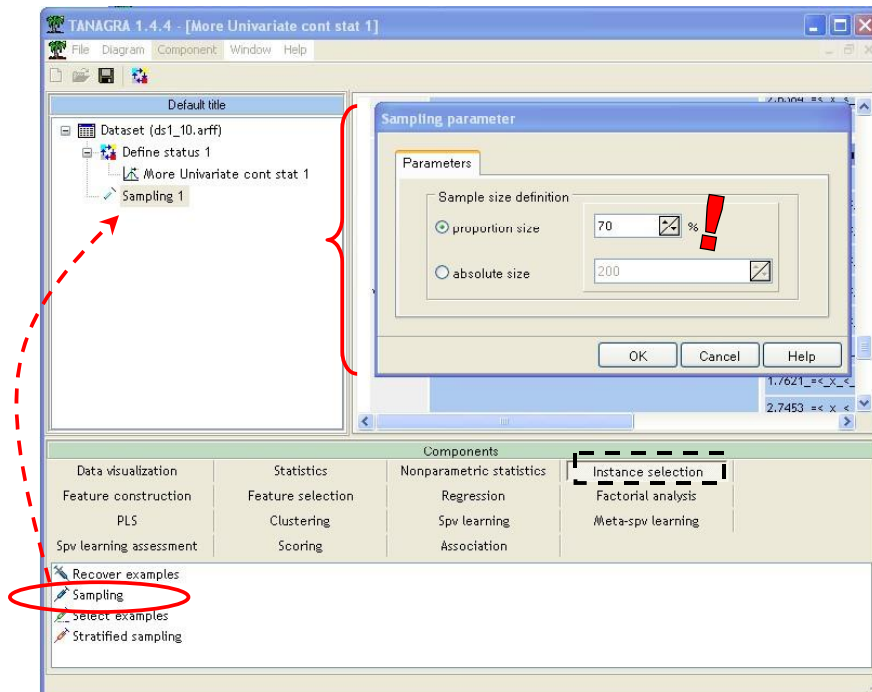 TANAGRA 1.4.4 - [More Univariate cont stat 1]
File Diagram Component Window Help
Default title
Dataset (ds1_10.arff)
Define status 1
More Univariate cont stat 1
Sampling 1
Sampling parameter
Parameters
Sample size definition
proportion size
70
%
absolute size
200
OK
Cancel
Help
1.7621_=<_x_<_
2.7453 =< x <
Components
Data visualization
Statistics
Nonparametric statistics
Instance selection
Feature construction
Feature selection
Regression
Factorial analysis
PLS
Clustering
Spv learning
Meta-spv learning
Spv learning assessment
Scoring
Association
Recover examples
Sampling
Select examples
Stratified sampling